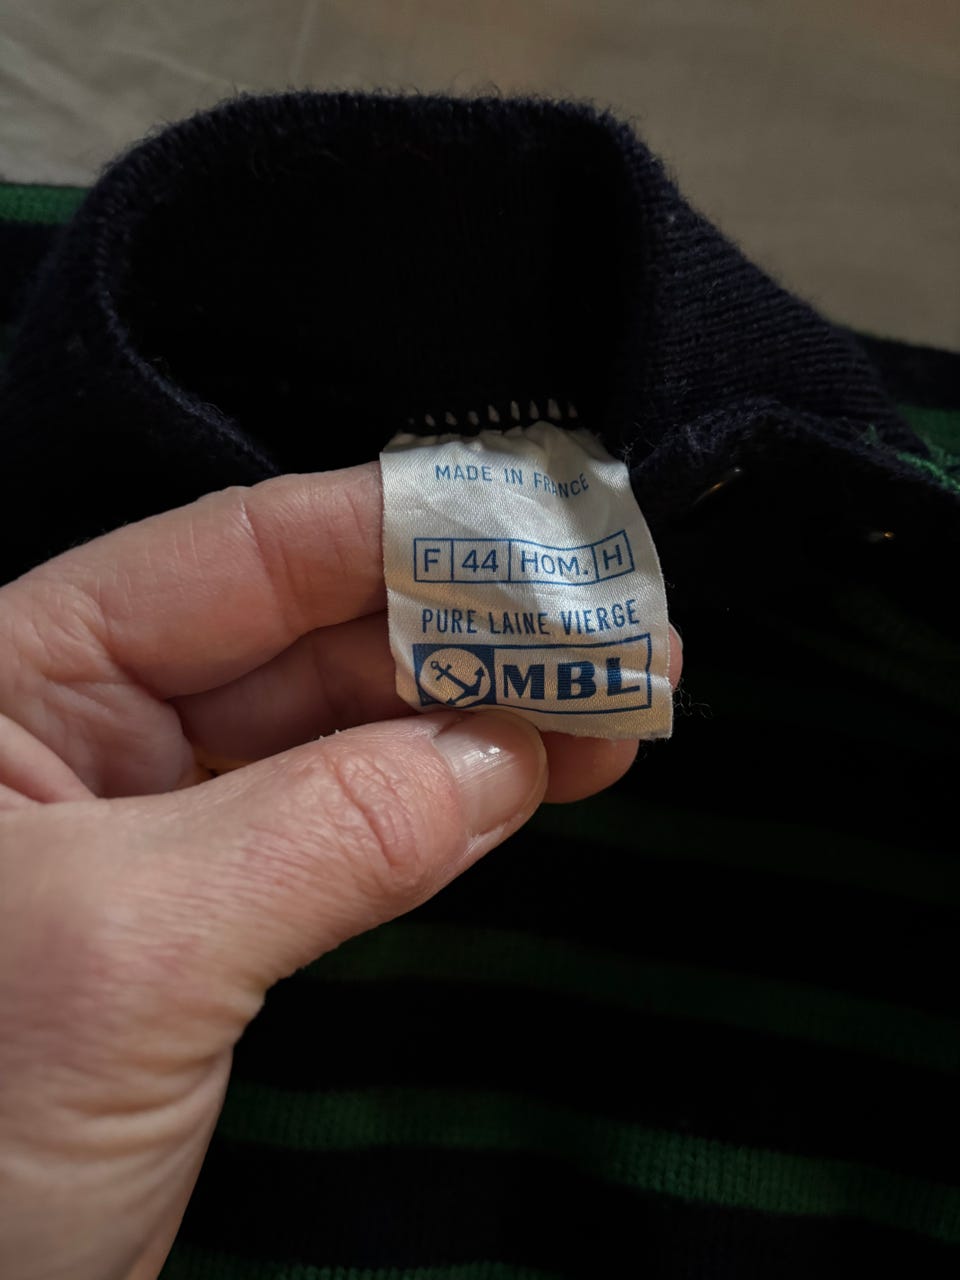 MADE IN FRANCE
F 44 HOM. H
PURE LAINE VIERGE
MBL